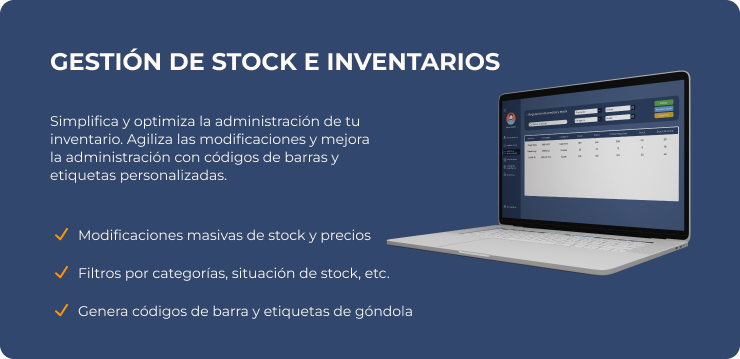 GESTIÓN DE STOCK E INVENTARIOS
Simplifica y optimiza la administración de tu
inventario. Agiliza las modificaciones y mejora
la administración con códigos de barras y
etiquetas personalizadas.
Modificaciones masivas de stock y precios
Filtros por categorías, situación de stock, etc.
Genera códigos de barra y etiquetas de góndola